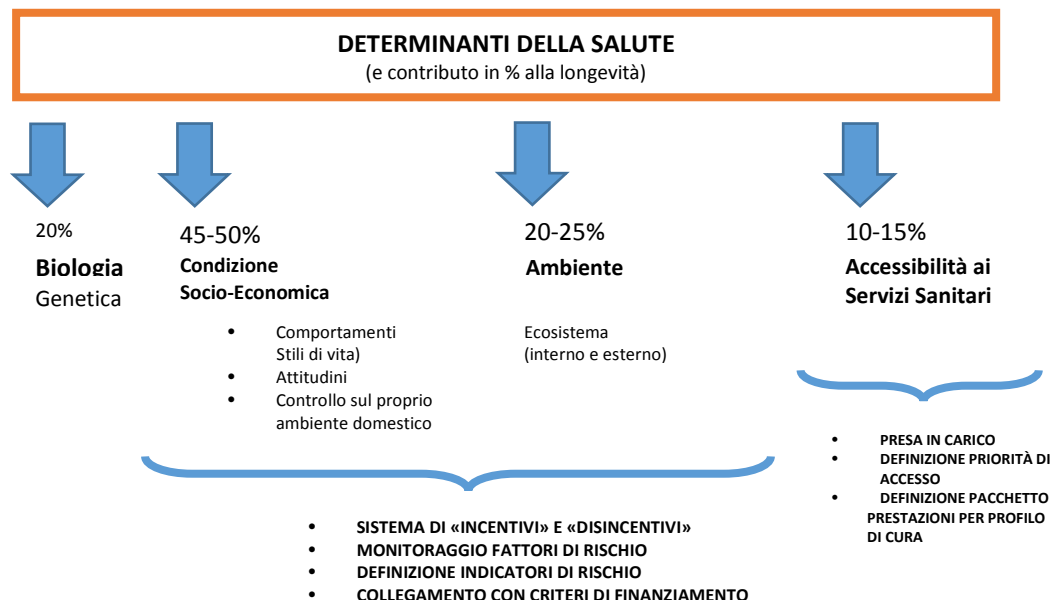 DETERMINANTI DELLA SALUTE
(e contributo in % alla longevità)
20%
Biologia
Genetica
45-50%
Condizione
Socio-Economica
• Comportamenti
Stili di vita)
• Attitudini
• Controllo sul proprio
ambiente domestico
20-25%
Ambiente
Ecosistema
(interno e esterno)
10-15%
Accessibilità ai
Servizi Sanitari
• PRESA IN CARICO
• DEFINIZIONE PRIORITÀ DI
ACCESSO
• DEFINIZIONE PACCHETTO
PRESTAZIONI PER PROFILO
DI CURA
• SISTEMA DI «INCENTIVI» E «DISINCENTIVI»
• MONITORAGGIO FATTORI DI RISCHIO
• DEFINIZIONE INDICATORI DI RISCHIO
• COLLEGAMENTO CON CRITERI DI FINANZIAMENTO